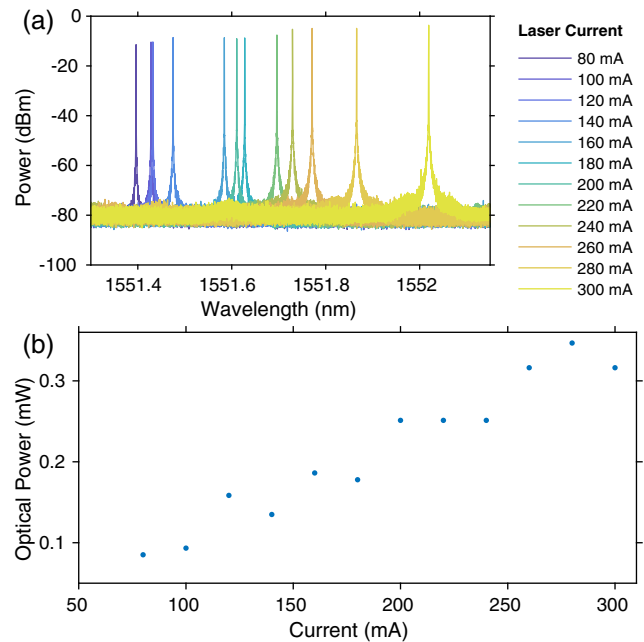 (a)
0
-20
-40
-60
-80
-100
Power (dBm)
1551.4 1551.6 1551.8 1552
Wavelength (nm)
Laser Current
80 mA
100 mA
120 mA
140 mA
160 mA
180 mA
200 mA
220 mA
240 mA
260 mA
280 mA
300 mA
(b)
0.3
0.2
0.1
Optical Power (mW)
50 100 150 200 250 300
Current (mA)